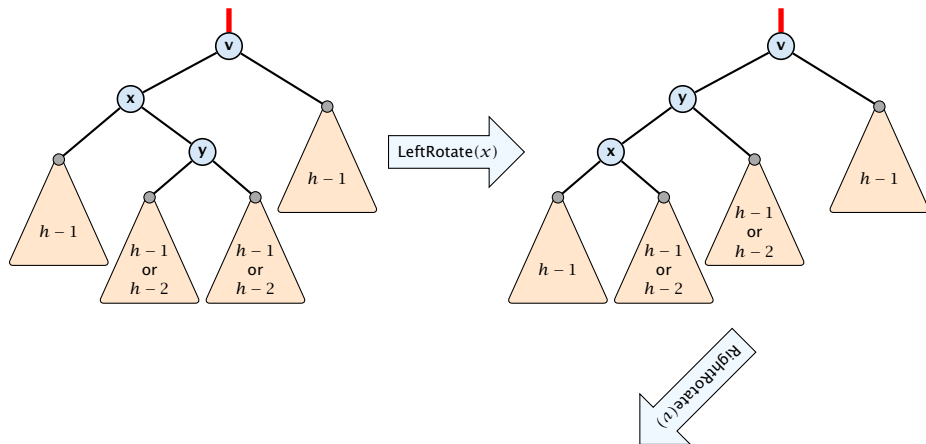 v
x
y
h − 1
h − 1
or
h − 2
h − 1
or
h − 2
h − 1
LeftRotate(x)
v
y
x
h − 1
h − 1
or
h − 2
h − 1
or
h − 2
h − 1
RightRotate(v)